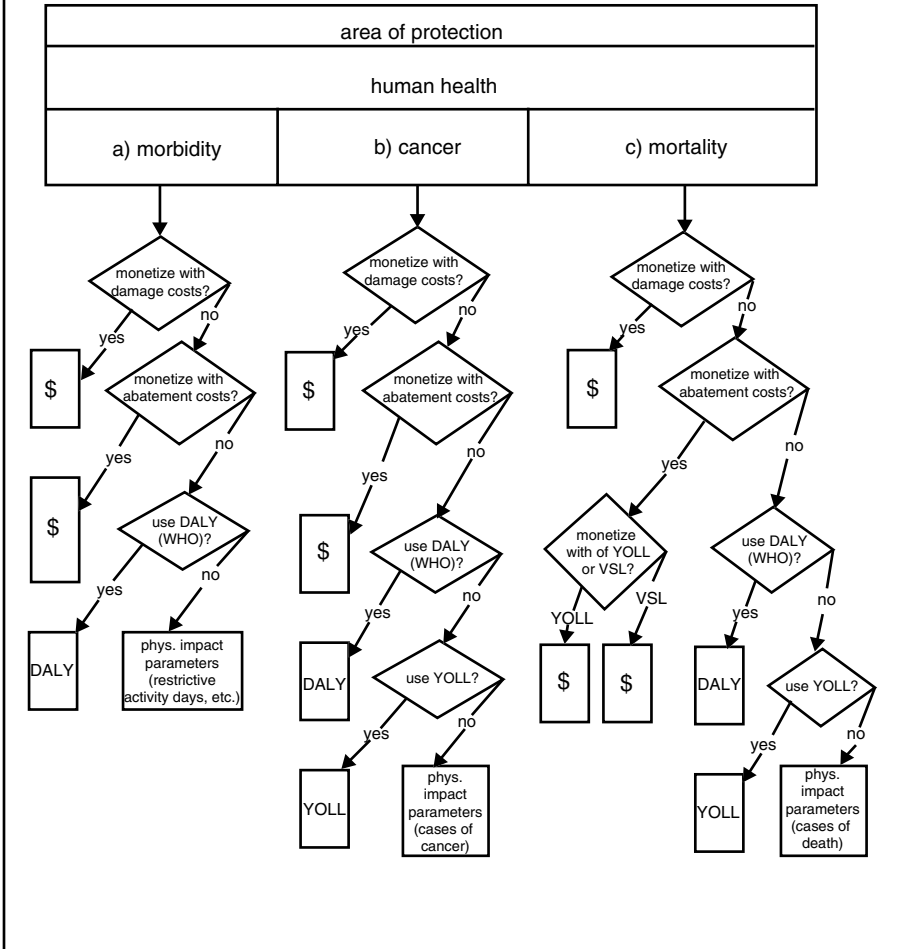 area of protection
human health
a) morbidity
b) cancer
c) mortality
monetize with
damage costs?
yes
no
$
monetize with
abatement costs?
yes
no
$
use DALY
(WHO)?
yes
no
DALY
phys. impact
parameters
(restrictive
activity days, etc.)
monetize with
damage costs?
yes
no
$
monetize with
abatement costs?
yes
no
$
use DALY
(WHO)?
yes
no
DALY
use YOLL?
yes
no
YOLL
phys.
impact
parameters
(cases of
cancer)
monetize with
damage costs?
yes
no
$
monetize with
abatement costs?
yes
no
monetize
with of YOLL
or VSL?
YOLL
VSL
$
$
use DALY
(WHO)?
yes
no
DALY
use YOLL?
yes
no
YOLL
phys.
impact
parameters
(cases of
death)